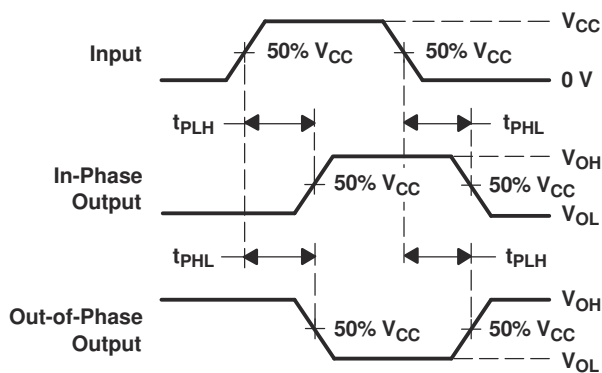 V_CC
Input
50% V_CC
50% V_CC
0 V
t_PLH
t_PHL
V_OH
In-Phase
Output
50% V_CC
50% V_CC
V_OL
t_PHL
t_PLH
V_OH
Out-of-Phase
Output
50% V_CC
50% V_CC
V_OL